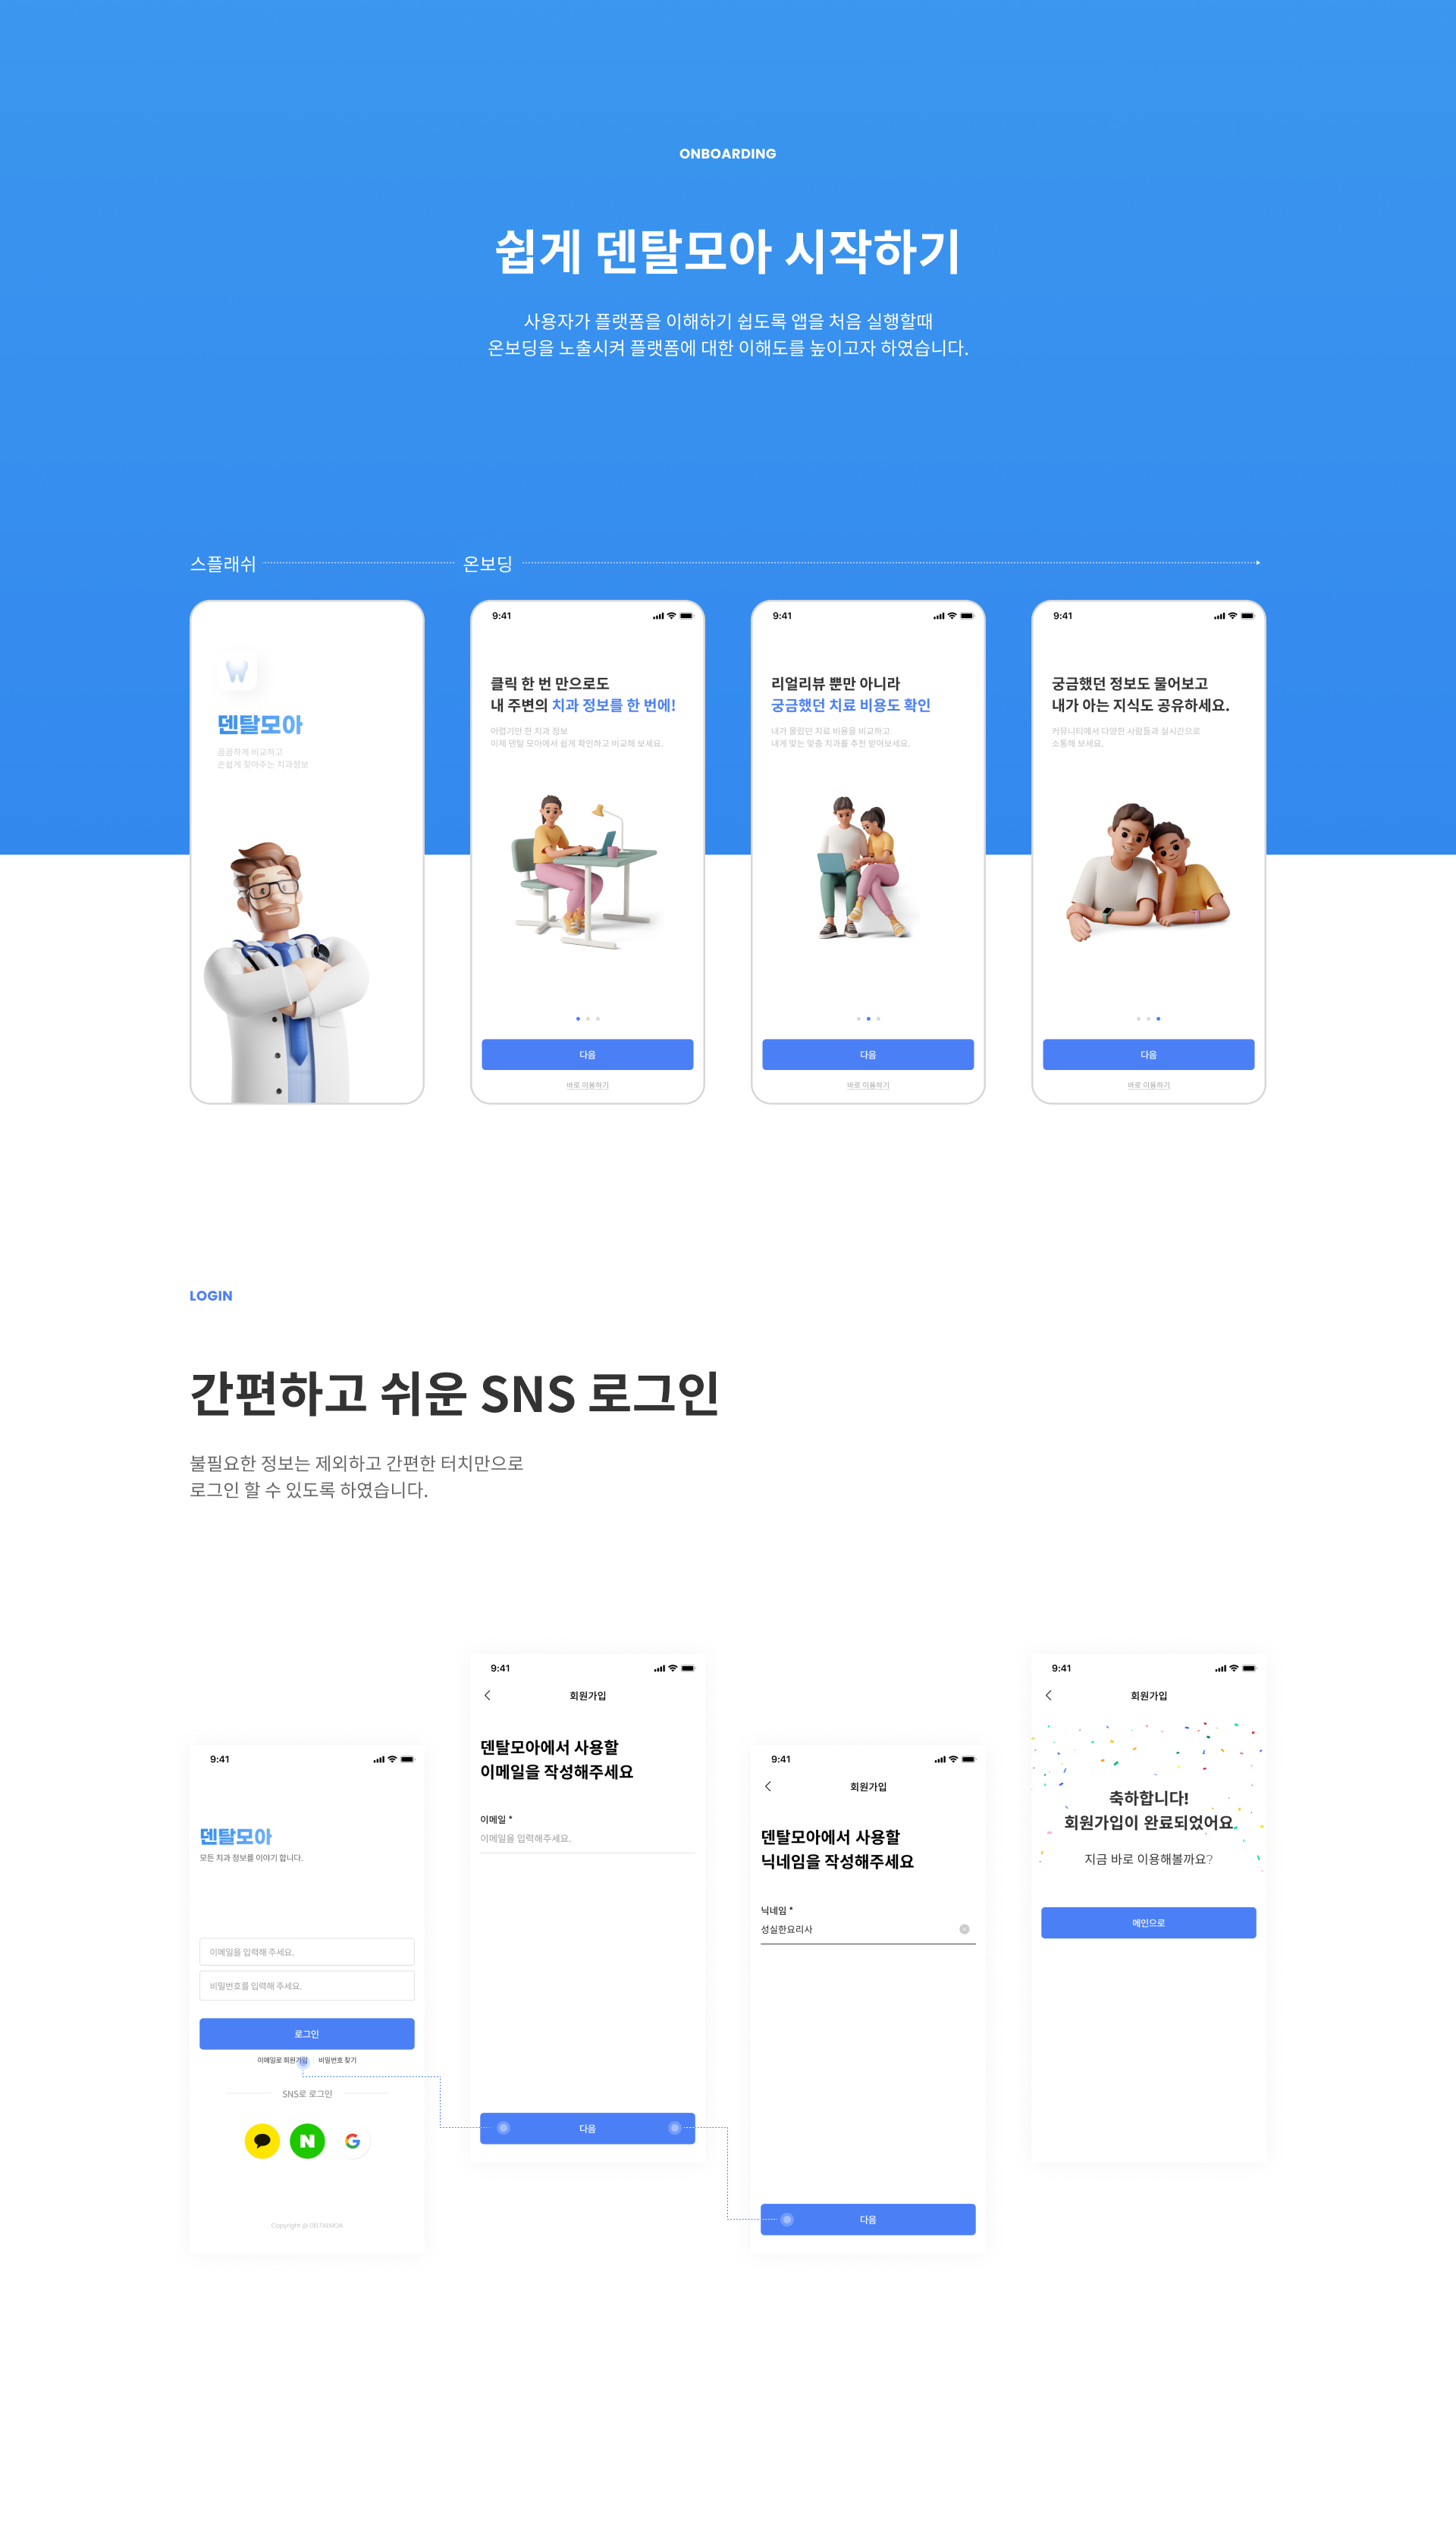 ONBOARDING
쉽게 덴탈모아 시작하기
사용자가 플랫폼을 이해하기 쉽도록 앱을 처음 실행할때
온보딩을 노출시켜 플랫폼에 대한 이해도를 높이고자 하였습니다.
스플래쉬
온보딩
덴탈모아
꼼꼼하게 비교하고
손쉽게 찾아주는 치과정보
9:41
클릭 한 번 만으로도
내 주변의 치과 정보를 한 번에!
어렵기만 한 치과 정보
이제 덴탈 모아에서 쉽게 확인하고 비교해 보세요.
다음
바로 이용하기
9:41
리얼리뷰 뿐만 아니라
궁금했던 치료 비용도 확인
내가 몰랐던 치료 비용을 비교하고
내게 맞는 맞춤 치과를 추천 받아보세요.
다음
바로 이용하기
9:41
궁금했던 정보도 물어보고
내가 아는 지식도 공유하세요.
커뮤니티에서 다양한 사람들과 실시간으로
소통해 보세요.
다음
바로 이용하기
LOGIN
간편하고 쉬운 SNS 로그인
불필요한 정보는 제외하고 간편한 터치만으로
로그인 할 수 있도록 하였습니다.
9:41
덴탈모아
모든 치과 정보를 이야기 합니다.
이메일을 입력해 주세요.
비밀번호를 입력해 주세요.
로그인
이메일로 회원가입 비밀번호 찾기
SNS로 로그인
N
G
Copyright @ DELTALMOA
9:41
회원가입
덴탈모아에서 사용할
이메일을 작성해주세요
이메일 *
이메일을 입력해주세요.
다음
9:41
회원가입
덴탈모아에서 사용할
닉네임을 작성해주세요
닉네임 *
성실한요리사
다음
9:41
회원가입
축하합니다!
회원가입이 완료되었어요
지금 바로 이용해볼까요?
메인으로